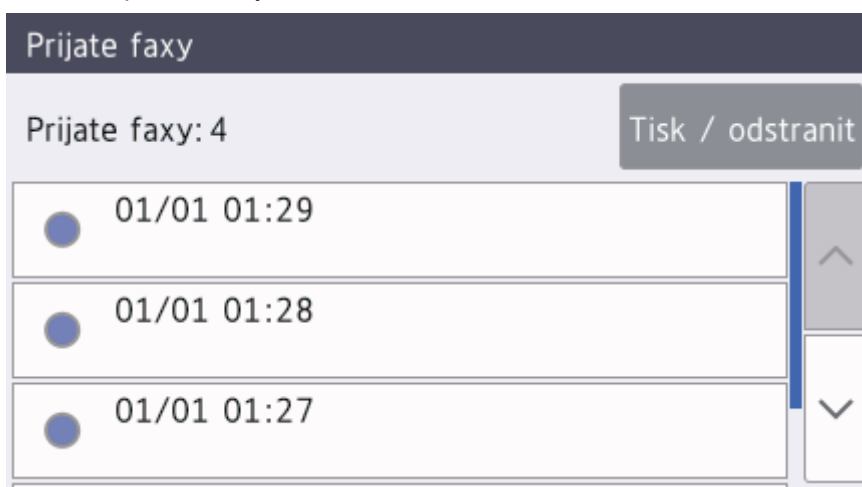 Prijate faxy
Prijate faxy: 4
Tisk / odstranit
01/01 01:29
01/01 01:28
01/01 01:27